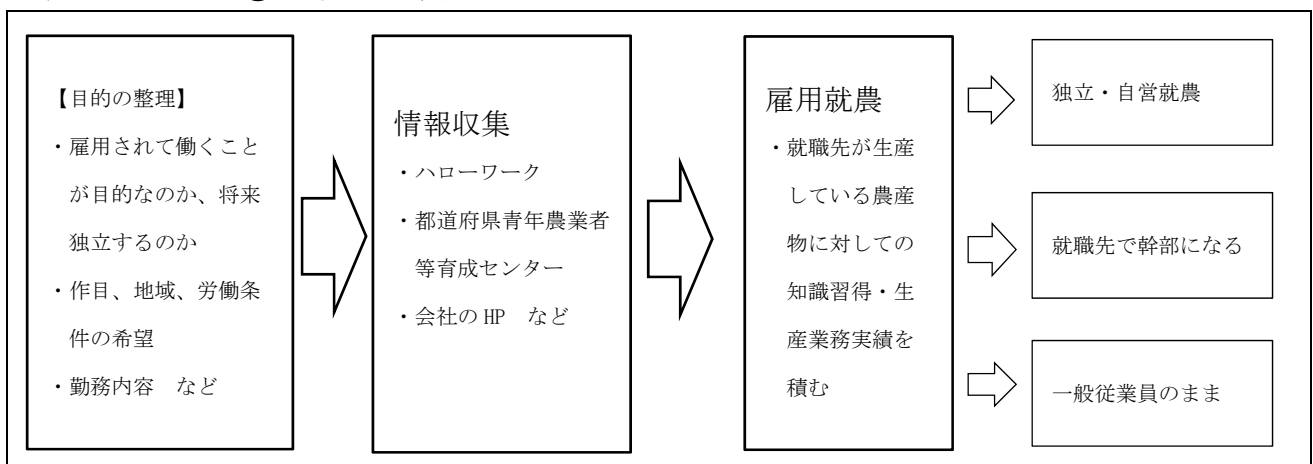 【目的の整理】
・雇用されて働くこと
が目的なのか、将来
独立するのか
・作目、地域、労働条
件の希望
・勤務内容　など
情報収集
・ハローワーク
・都道府県青年農業者
等育成センター
・会社の HP　など
雇用就農
・就職先が生産
している農産
物に対しての
知識習得・生
産業務実績を
積む
独立・自営就農
就職先で幹部になる
一般従業員のまま